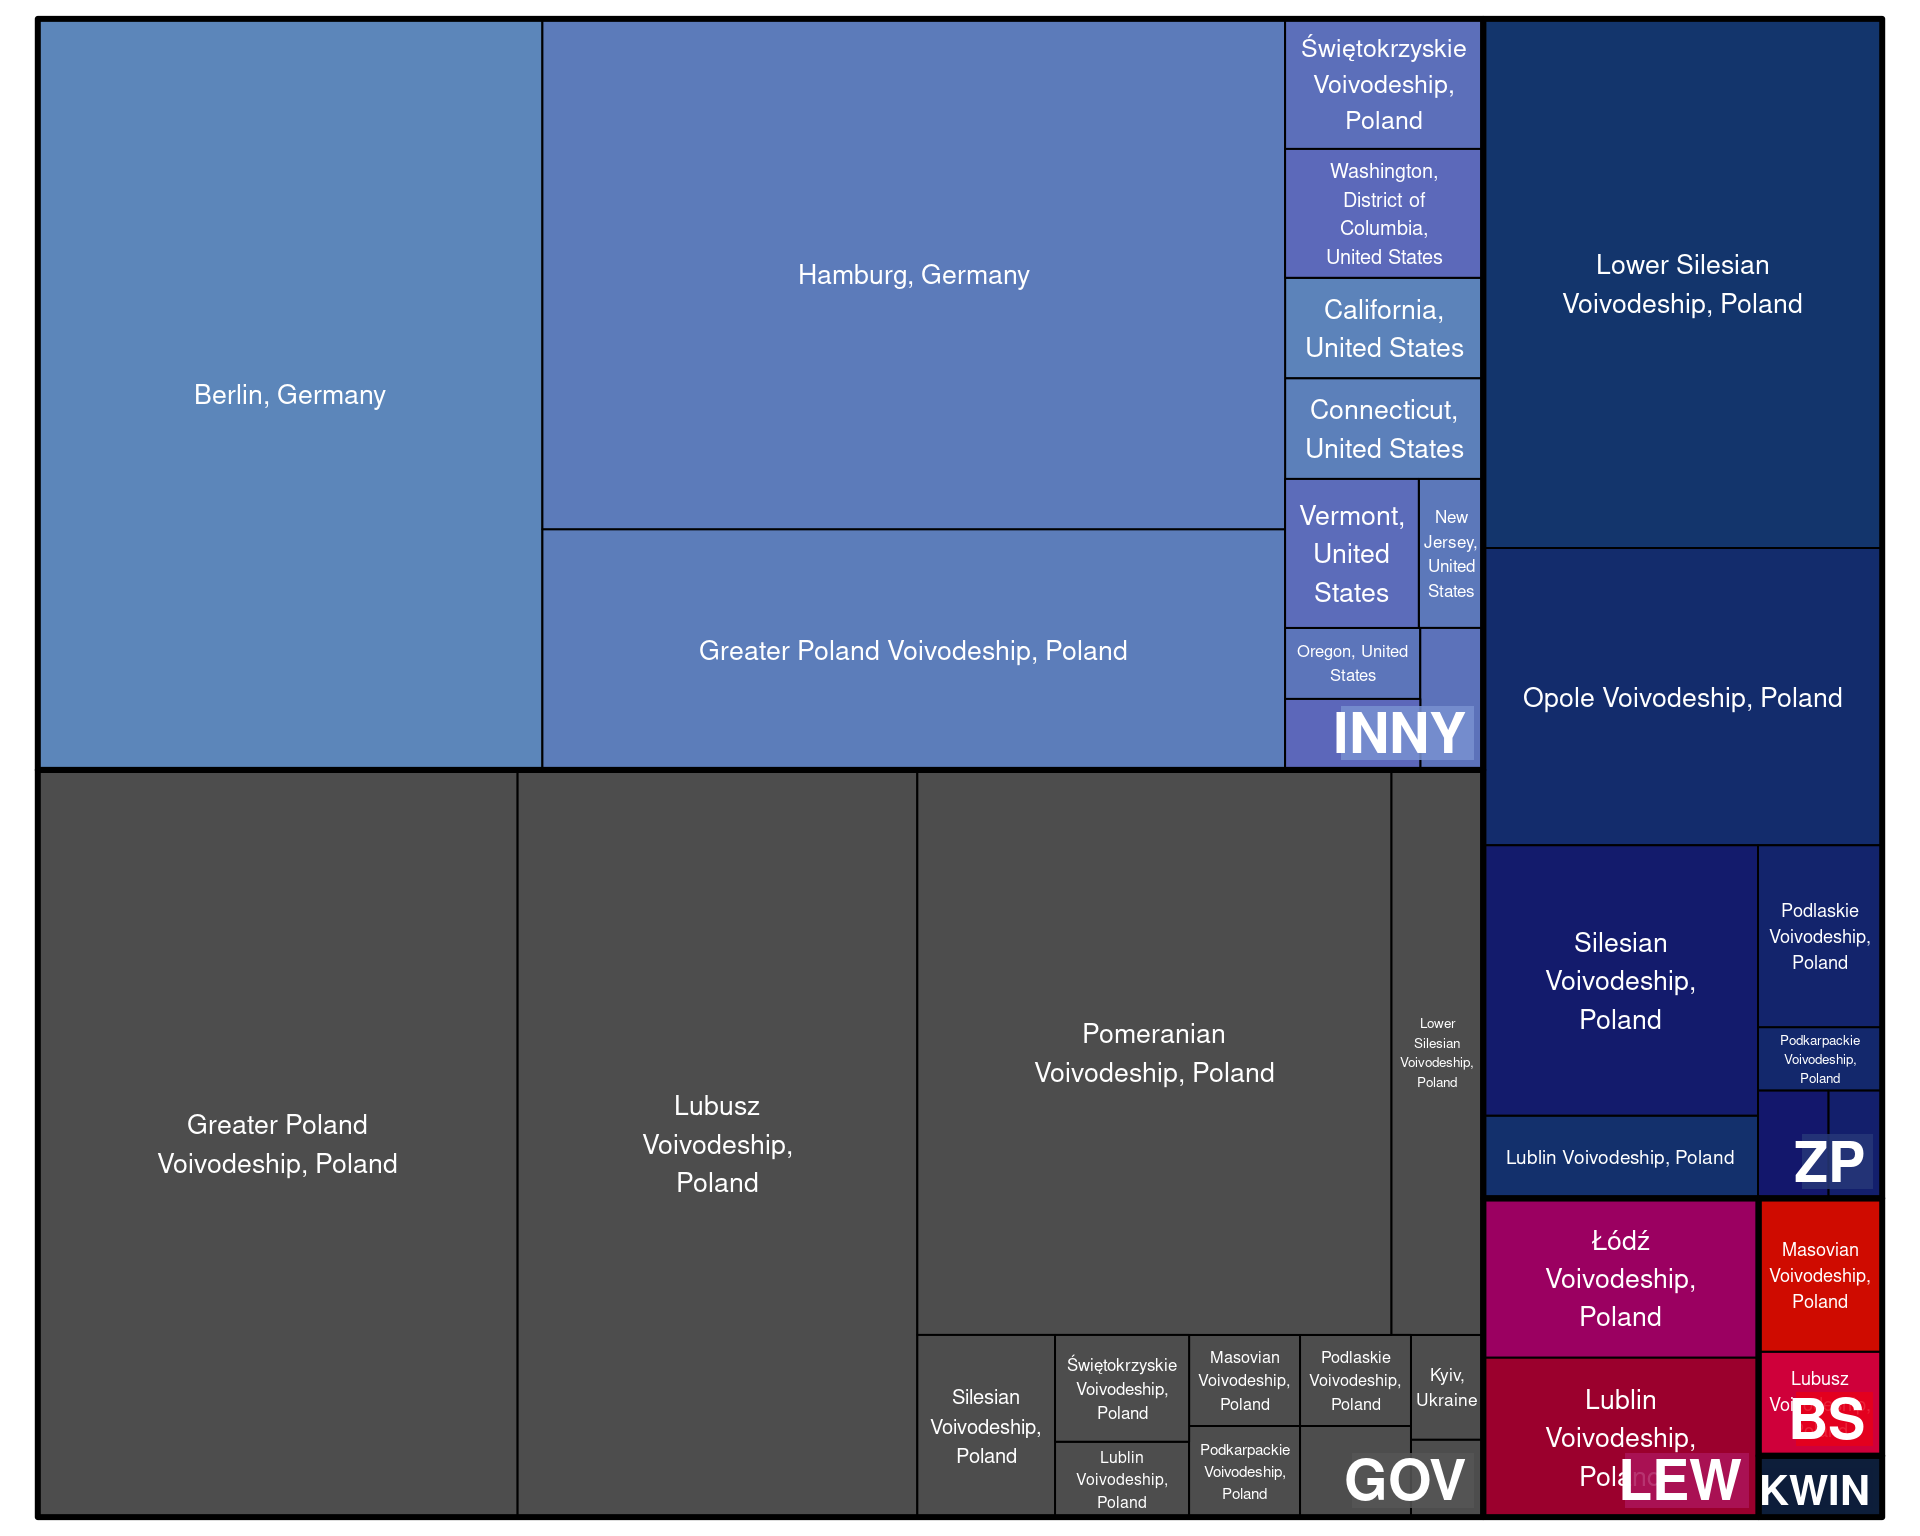 Berlin, Germany
Hamburg, Germany
Greater Poland Voivodeship, Poland
Świętokrzyskie
Voivodeship,
Poland
Washington,
District of
Columbia,
United States
California,
United States
Connecticut,
United States
Vermont,
United
States
New
Jersey,
United
States
Oregon, United
States
INNY
Greater Poland
Voivodeship, Poland
Lubusz
Voivodeship,
Poland
Pomeranian
Voivodeship, Poland
Lower
Silesian
Voivodeship,
Poland
Silesian
Voivodeship,
Poland
Świętokrzyskie
Voivodeship,
Poland
Lublin
Voivodeship,
Poland
Masovian
Voivodeship,
Poland
Podkarpackie
Voivodeship,
Poland
Podlaskie
Voivodeship,
Poland
Kyiv,
Ukraine
GOV
Lower Silesian
Voivodeship, Poland
Opole Voivodeship, Poland
Silesian
Voivodeship,
Poland
Podlaskie
Voivodeship,
Poland
Podkarpackie
Voivodeship,
Poland
Lublin Voivodeship, Poland
ZP
Łódź
Voivodeship,
Poland
Lublin
Voivodeship,
Poland
LEW
Masovian
Voivodeship,
Poland
Lubusz
BS
KWIN